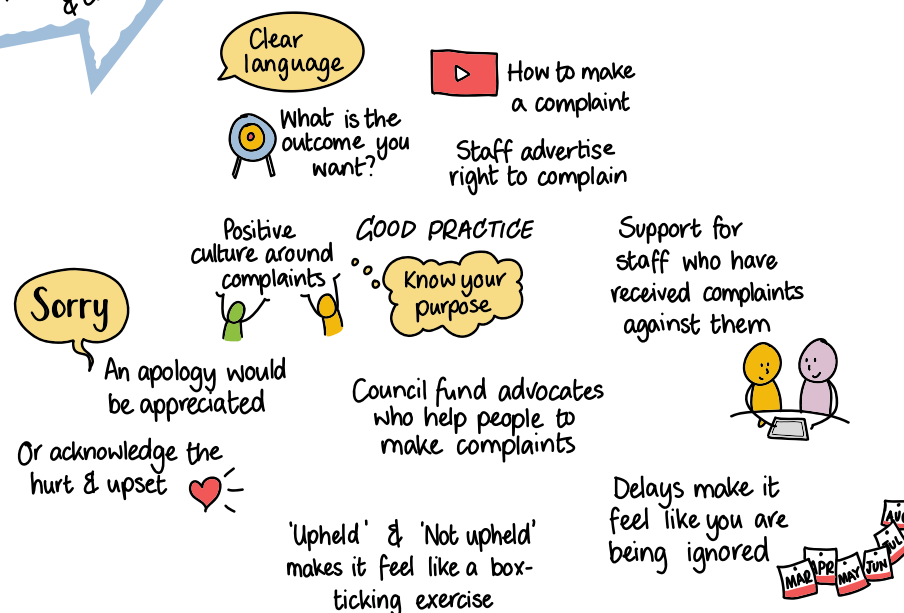 &
Clear
language
How to make
a complaint
What is the
outcome you
want?
Staff advertise
right to complain
Positive
culture around
complaints
GOOD PRACTICE
Know your
purpose
Support for
staff who have
received complaints
against them
Sorry
An apology would
be appreciated
Council fund advocates
who help people to
make complaints
Or acknowledge the
hurt & upset
'Upheld' & 'Not upheld'
makes it feel like a box-
ticking exercise
Delays make it
feel like you are
being ignored
MAR
APR
MAY
JUN
JUL
AUG